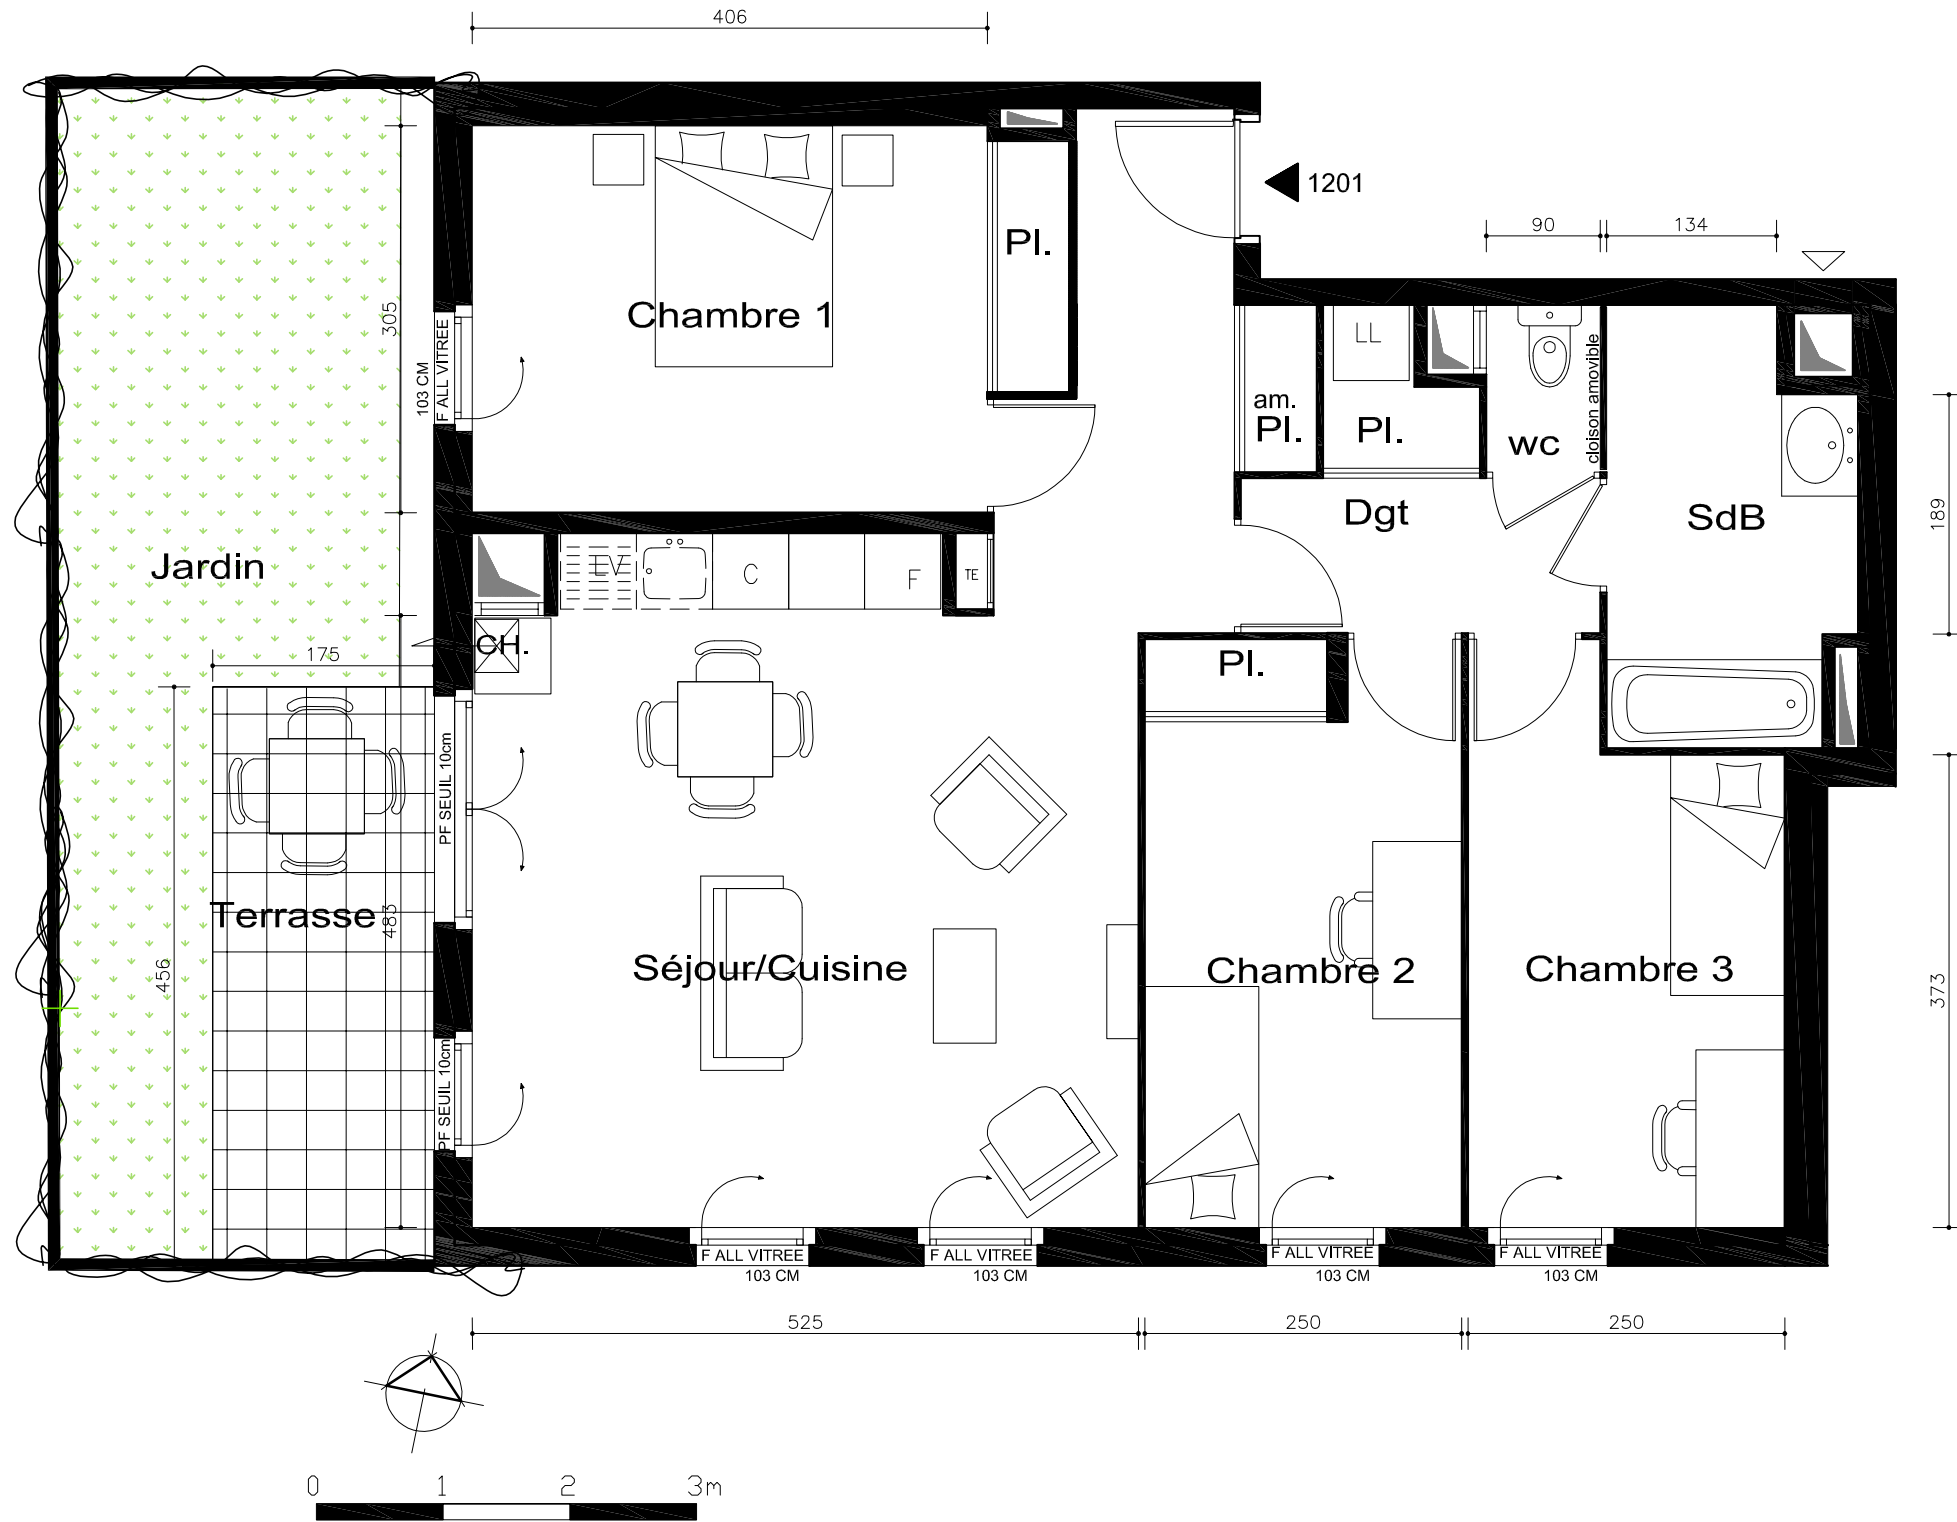 406
1201
90
134
Pl.
305
Chambre 1
LL
cloison amovible
103 CM
F ALL VITREE
am.
Pl.
Pl.
wc
Dgt
SdB
189
Jardin
LV
C
F
TE
CH.
175
Pl.
PF SEUIL 10cm
Terrasse
483
456
Séjour/Cuisine
Chambre 2
Chambre 3
373
PF SEUIL 10cm
F ALL VITREE
103 CM
F ALL VITREE
103 CM
F ALL VITREE
103 CM
F ALL VITREE
103 CM
525
250
250
0 1 2 3m